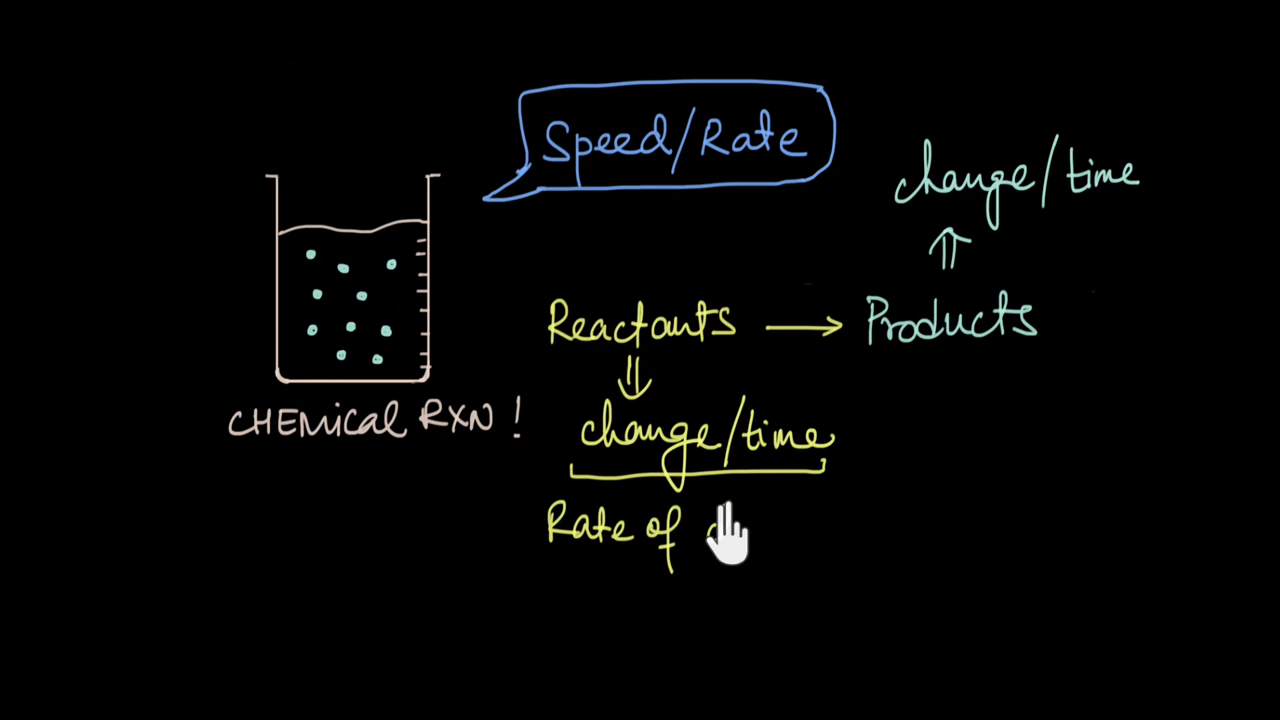 Speed/Rate
change/time
Reactants → Products
change/time
CHEMICAL RXN!
Rate of